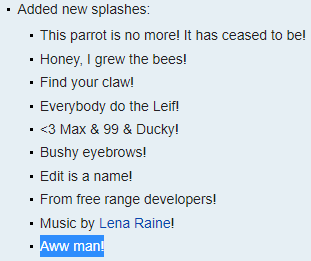 Added new splashes:
This parrot is no more! It has ceased to be!
Honey, I grew the bees!
Find your claw!
Everybody do the Leif!
<3 Max & 99 & Ducky!
Bushy eyebrows!
Edit is a name!
From free range developers!
Music by Lena Raine!
Aww man!